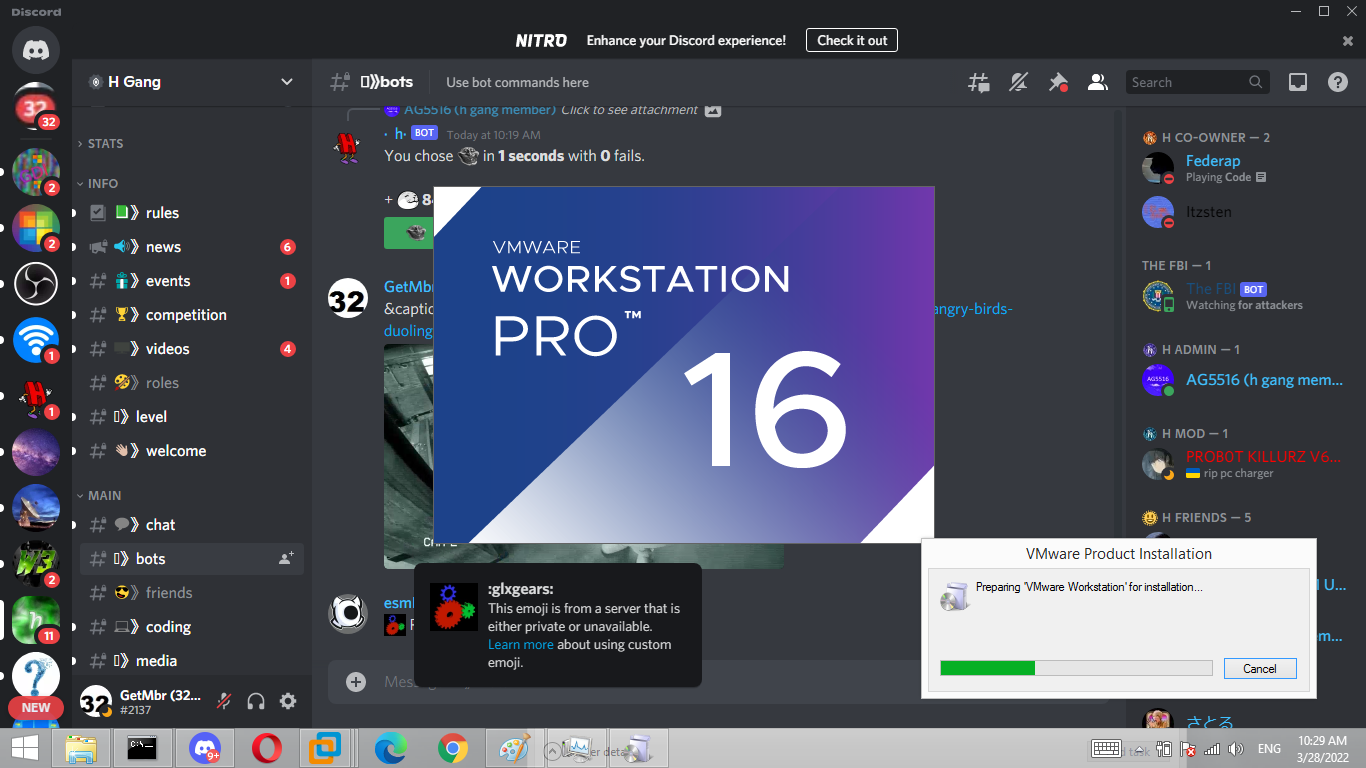 Discord
NITRO Enhance your Discord experience! Check it out
H Gang
bots
Use bot commands here
Search
STATS
INFO
rules
news 6
events 1
competition
videos 4
roles
level
welcome
MAIN
chat
bots
friends
coding
media
GetMbr (32...
#2137
32
32
2
2
1
1
2
11
NEW
AG5516 (h gang member) Click to see attachment
· h· BOT Today at 10:19 AM
You chose in 1 seconds with 0 fails.
+
32
GetMbr
&captio
angry-birds-
duoling
VMWARE
WORKSTATION
PRO™
16
:glxgears:
This emoji is from a server that is
either private or unavailable.
Learn more about using custom
emoji.
H CO-OWNER — 2
Federap
Playing Code
Itzsten
THE FBI — 1
The FBI BOT
Watching for attackers
H ADMIN — 1
AG5516
AG5516 (h gang mem...
H MOD — 1
PROB0T KILLURZ V6...
rip pc charger
H FRIENDS — 5
さとる
VMware Product Installation
Preparing 'VMware Workstation' for installation...
Cancel
9+
ENG
10:29 AM
3/28/2022